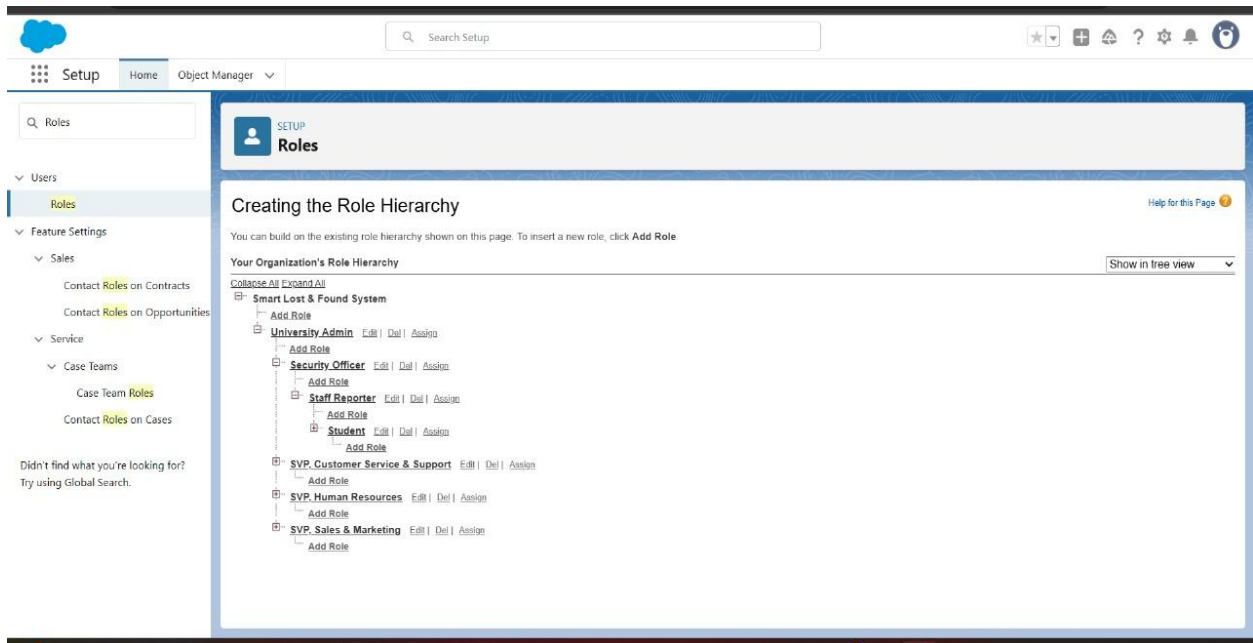 Search Setup
Setup
Home
Object Manager
Roles
Users
Roles
Feature Settings
Sales
Contact Roles on Contracts
Contact Roles on Opportunities
Service
Case Teams
Case Team Roles
Contact Roles on Cases
Didn't find what you're looking for?
Try using Global Search.
SETUP
Roles
Creating the Role Hierarchy
Help for this Page
You can build on the existing role hierarchy shown on this page. To insert a new role, click Add Role
Your Organization's Role Hierarchy
Show in tree view
Collapse All Expand All
Smart Lost & Found System
Add Role
University Admin Edit | Del | Assign
Add Role
Security Officer Edit | Del | Assign
Add Role
Staff Reporter Edit | Del | Assign
Add Role
Student Edit | Del | Assign
Add Role
SVP, Customer Service & Support Edit | Del | Assign
Add Role
SVP, Human Resources Edit | Del | Assign
Add Role
SVP, Sales & Marketing Edit | Del | Assign
Add Role